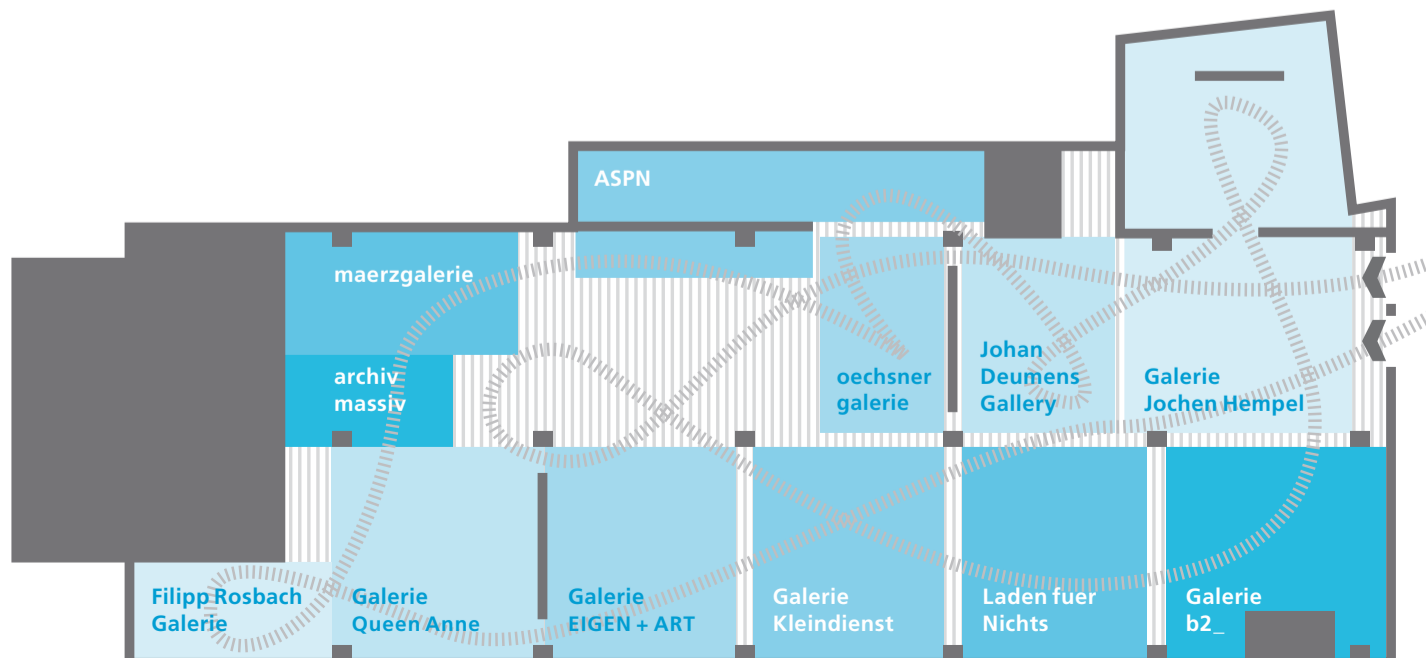 ASPN
maerzgalerie
archiv
massiv
oechsner
galerie
Johan
Deumens
Gallery
Galerie
Jochen Hempel
Filipp Rosbach
Galerie
Galerie
Queen Anne
Galerie
EIGEN + ART
Galerie
Kleindienst
Laden fuer
Nichts
Galerie
b2_